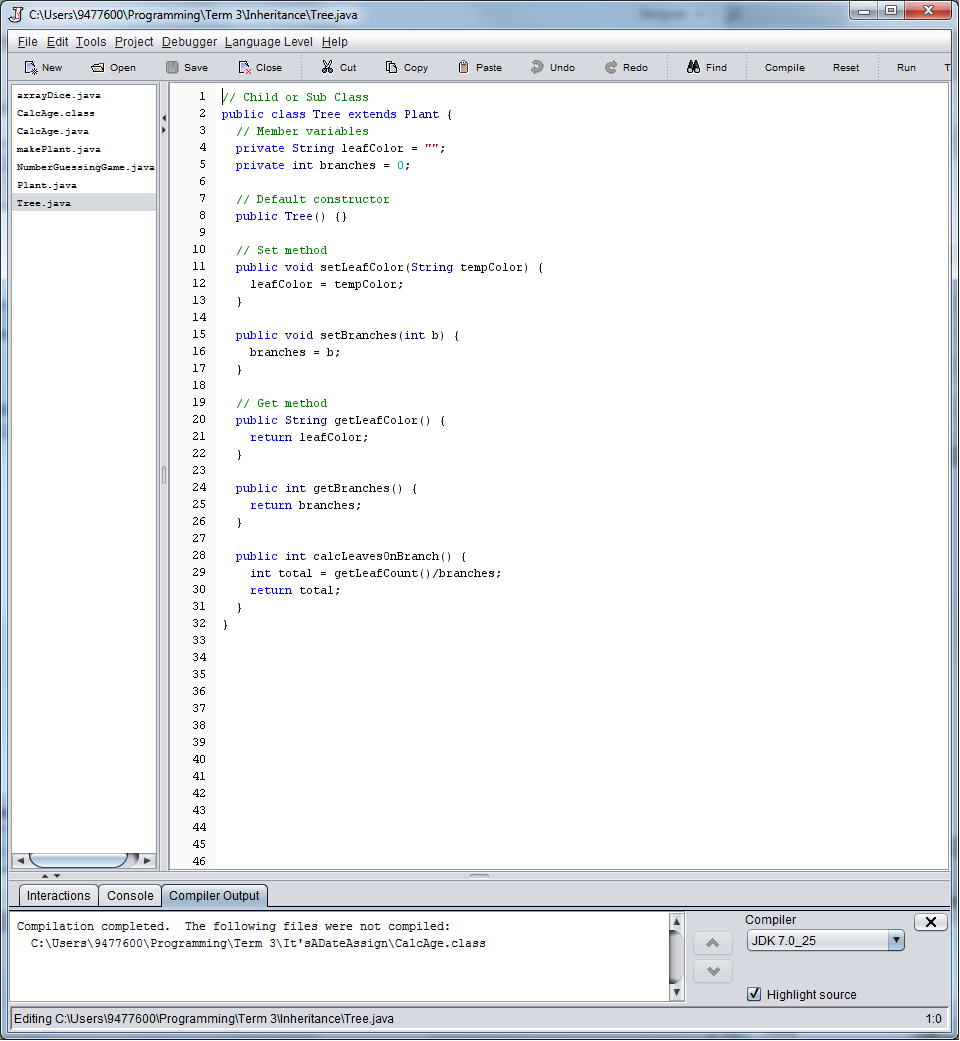 C:\Users\9477600\Programming\Term 3\Inheritance\Tree.java
File Edit Tools Project Debugger Language Level Help
New Open Save Close Cut Copy Paste Undo Redo Find Compile Reset Run
arrayDice.java
CalcAge.class
CalcAge.java
makePlant.java
NumberGuessingGame.java
Plant.java
Tree.java
1 // Child or Sub Class
2 public class Tree extends Plant {
3 // Member variables
4 private String leafColor = "";
5 private int branches = 0;
6
7 // Default constructor
8 public Tree() {}
9
10 // Set method
11 public void setLeafColor(String tempColor) {
12 leafColor = tempColor;
13 }
14
15 public void setBranches(int b) {
16 branches = b;
17 }
18
19 // Get method
20 public String getLeafColor() {
21 return leafColor;
22 }
23
24 public int getBranches() {
25 return branches;
26 }
27
28 public int calcLeavesOnBranch() {
29 int total = getLeafCount()/branches;
30 return total;
31 }
32 }
33
34
35
36
37
38
39
40
41
42
43
44
45
46
Interactions Console Compiler Output
Compilation completed. The following files were not compiled:
C:\Users\9477600\Programming\Term 3\It'sADateAssign\CalcAge.class
Compiler
JDK 7.0_25
Highlight source
Editing C:\Users\9477600\Programming\Term 3\Inheritance\Tree.java 1:0